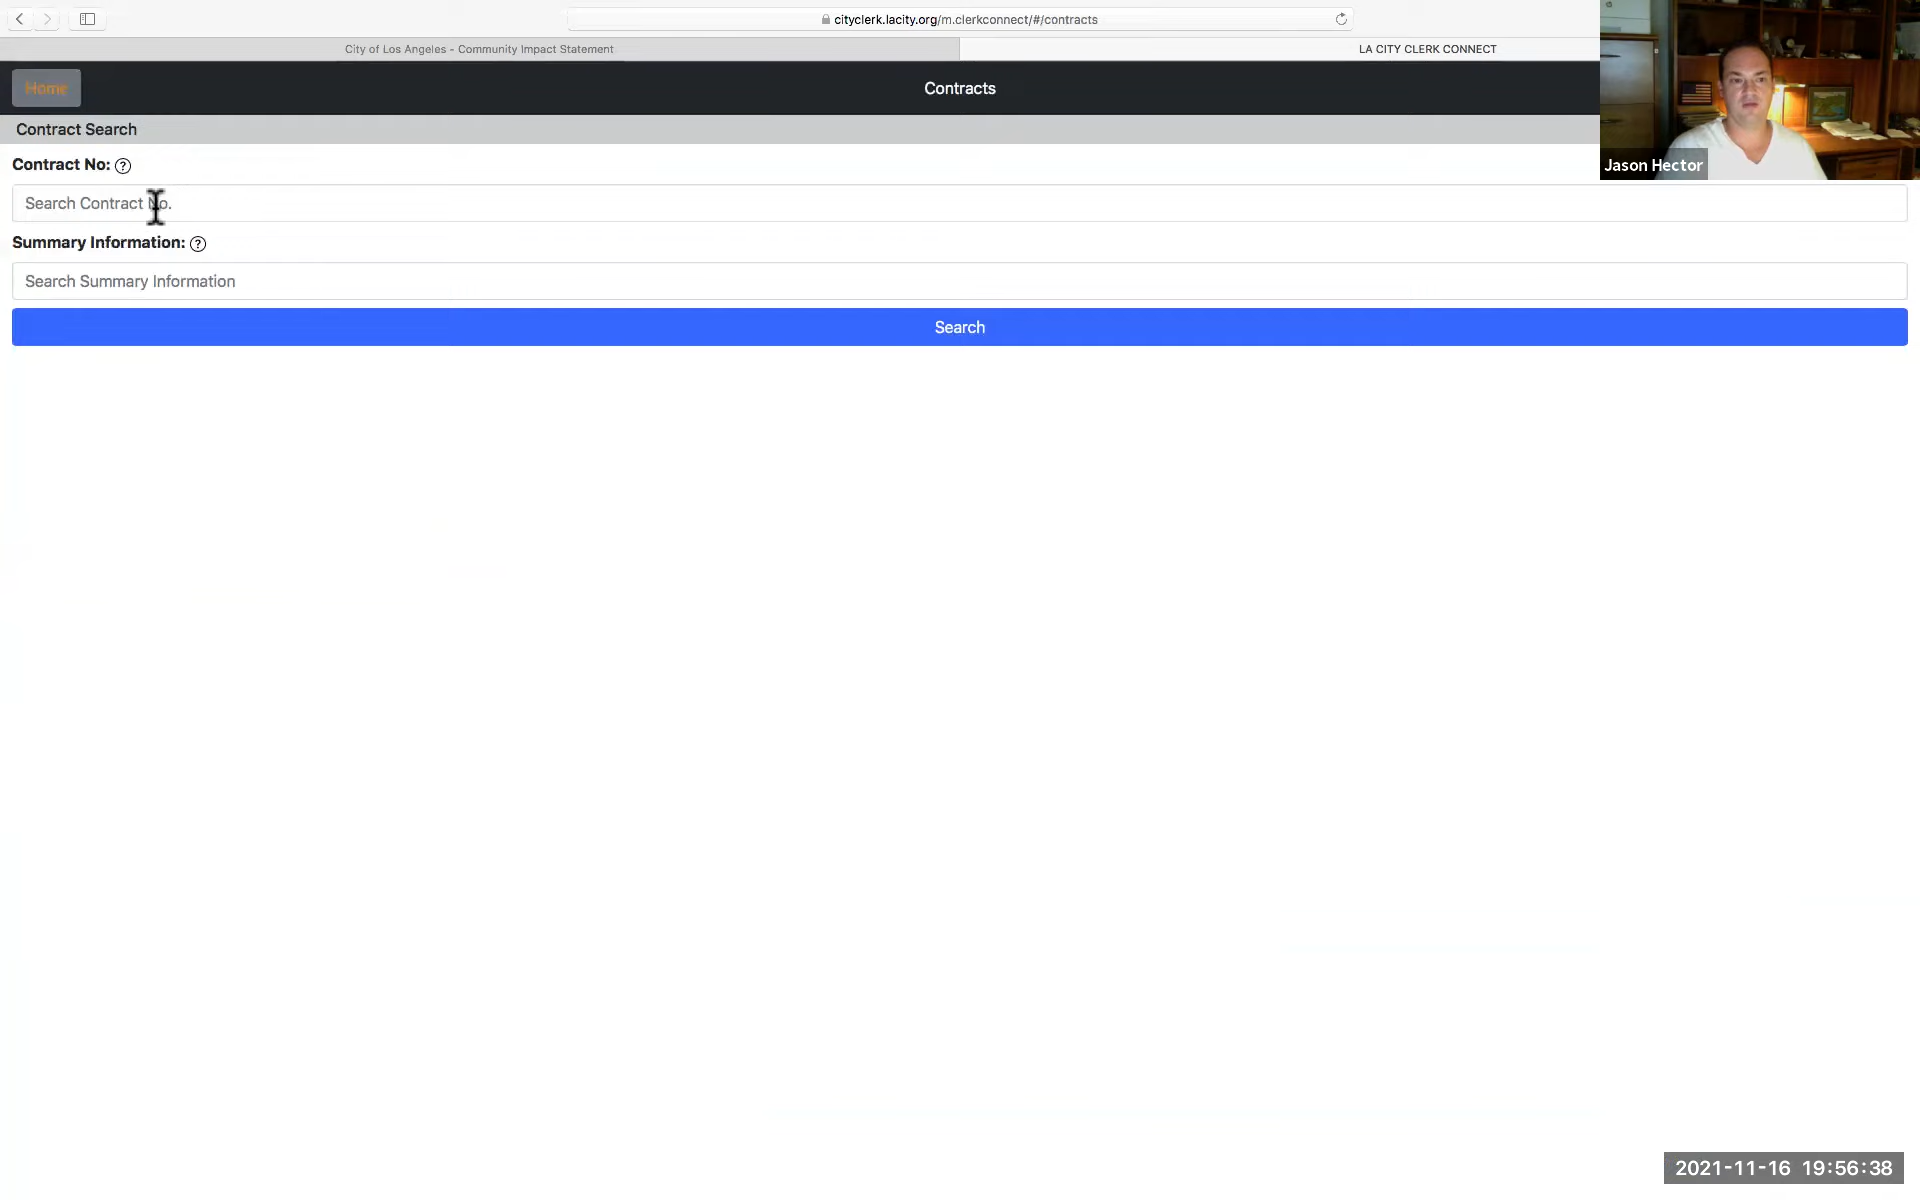 cityclerk.lacity.org/m.clerkconnect/#/contracts
City of Los Angeles - Community Impact Statement
LA CITY CLERK CONNECT
Home
Contracts
Contract Search
Contract No: ?
Search Contract No.
Summary Information: ?
Search Summary Information
Search
Jason Hector
2021-11-16 19:56:38